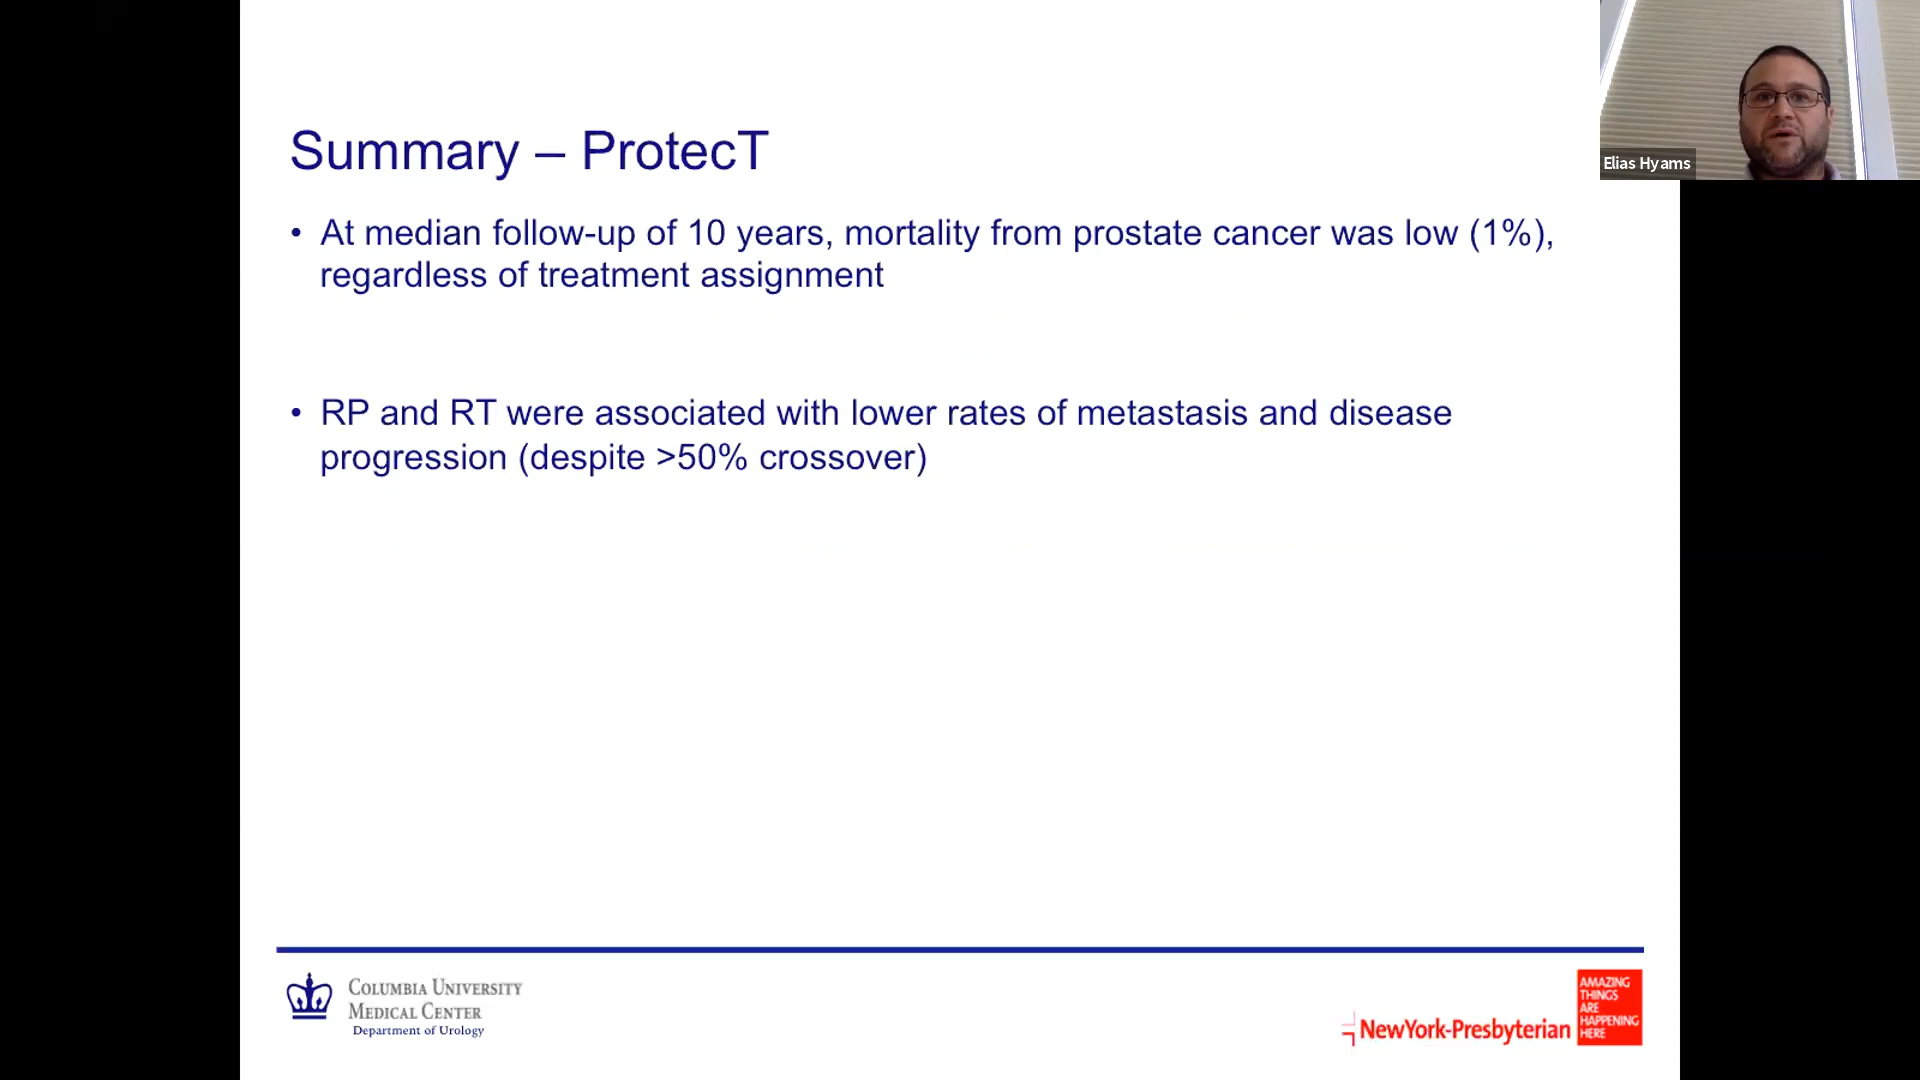 Elias Hyams
Summary – ProtecT
• At median follow-up of 10 years, mortality from prostate cancer was low (1%),
regardless of treatment assignment
• RP and RT were associated with lower rates of metastasis and disease
progression (despite >50% crossover)
COLUMBIA UNIVERSITY
MEDICAL CENTER
Department of Urology
NewYork-Presbyterian
AMAZING
THINGS
ARE
HAPPENING
HERE